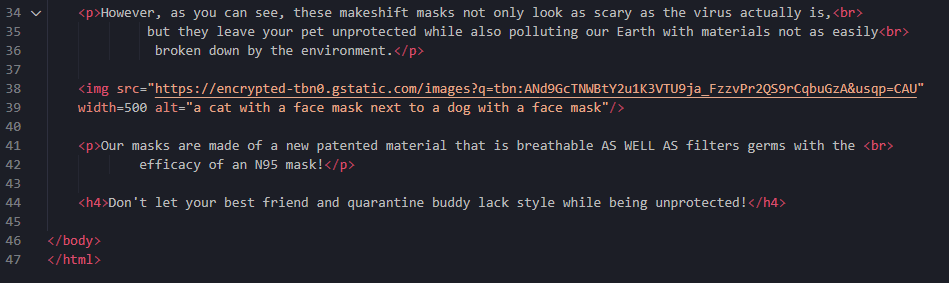 34 <p>However, as you can see, these makeshift masks not only look as scary as the virus actually is,<br>
35 but they leave your pet unprotected while also polluting our Earth with materials not as easily<br>
36 broken down by the environment.</p>
37
38 <img src="https://encrypted-tbn0.gstatic.com/images?q=tbn:ANd9GcTNWBtY2u1K3VTU9ja_FzzvPr2QS9rCqbuGzA&usqp=CAU"
39 width=500 alt="a cat with a face mask next to a dog with a face mask"/>
40
41 <p>Our masks are made of a new patented material that is breathable AS WELL AS filters germs with the <br>
42 efficacy of an N95 mask!</p>
43
44 <h4>Don't let your best friend and quarantine buddy lack style while being unprotected!</h4>
45
46 </body>
47 </html>